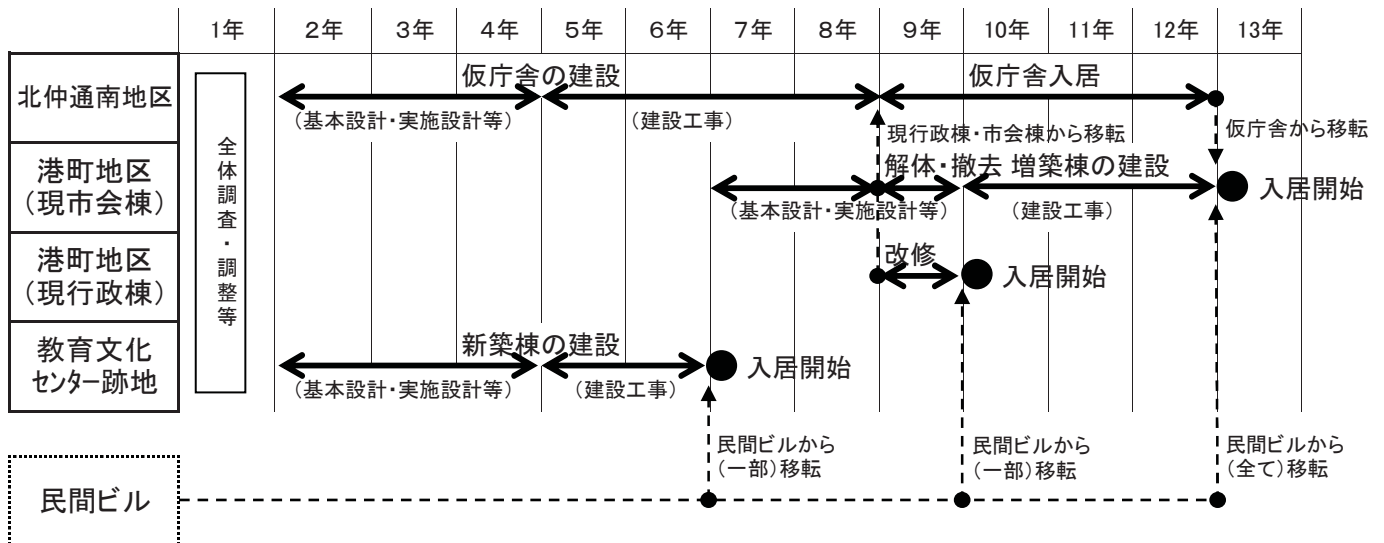 1年 2年 3年 4年 5年 6年 7年 8年 9年 10年 11年 12年 13年
北仲通南地区
仮庁舎の建設
仮庁舎入居
（基本設計・実施設計等）
（建設工事）
現行政棟・市会棟から移転
仮庁舎から移転
全体調査・調整等
港町地区
（現市会棟）
解体・撤去 増築棟の建設
入居開始
（基本設計・実施設計等）
（建設工事）
港町地区
（現行政棟）
改修
入居開始
教育文化
センター跡地
新築棟の建設
入居開始
（基本設計・実施設計等）
（建設工事）
民間ビルから
（一部）移転
民間ビルから
（一部）移転
民間ビルから
（全て）移転
民間ビル